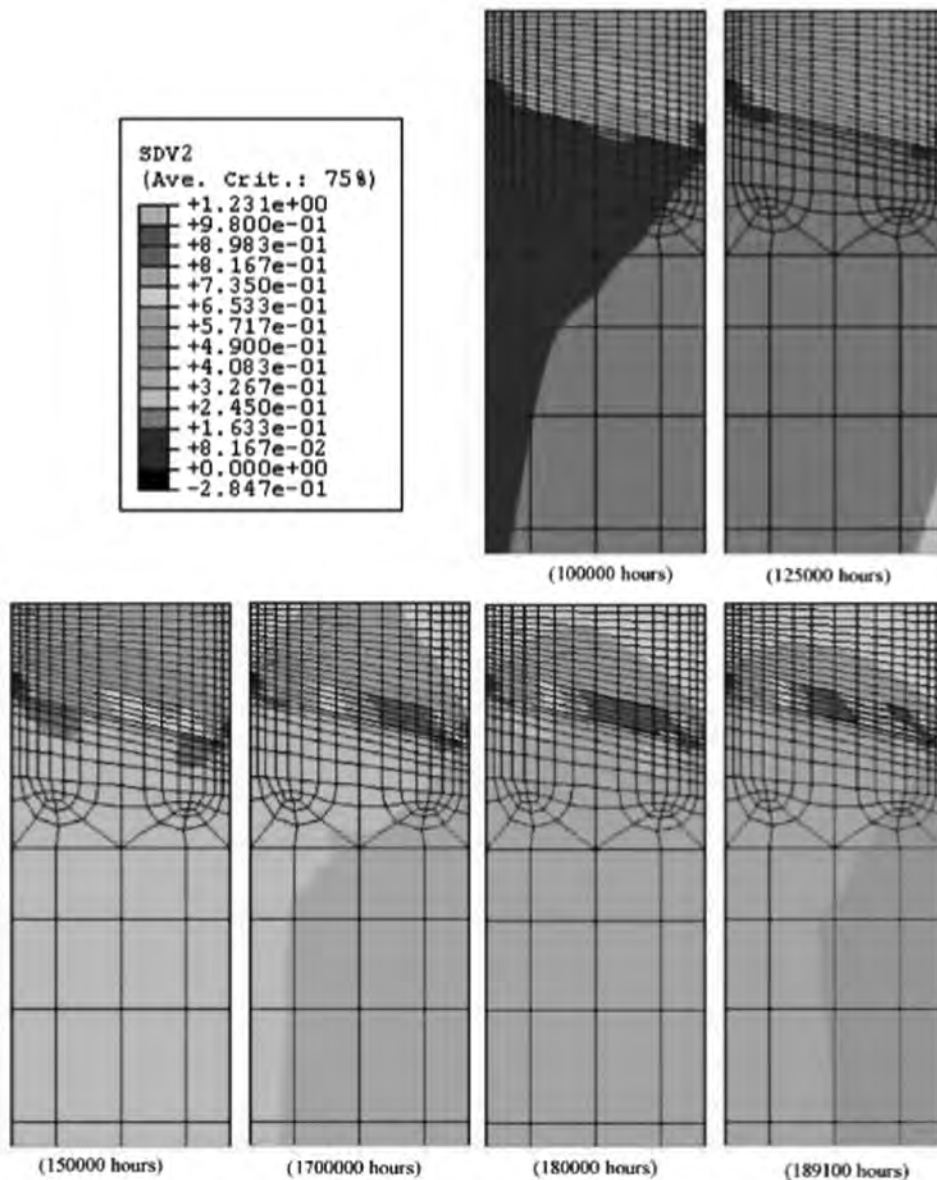 SDV2
(Ave. Crit.: 75%)
+1.231e+00
+9.800e-01
+8.983e-01
+8.167e-01
+7.350e-01
+6.533e-01
+5.717e-01
+4.900e-01
+4.083e-01
+3.267e-01
+2.450e-01
+1.633e-01
+8.167e-02
+0.000e+00
-2.847e-01
(100000 hours)
(125000 hours)
(150000 hours)
(1700000 hours)
(180000 hours)
(189100 hours)